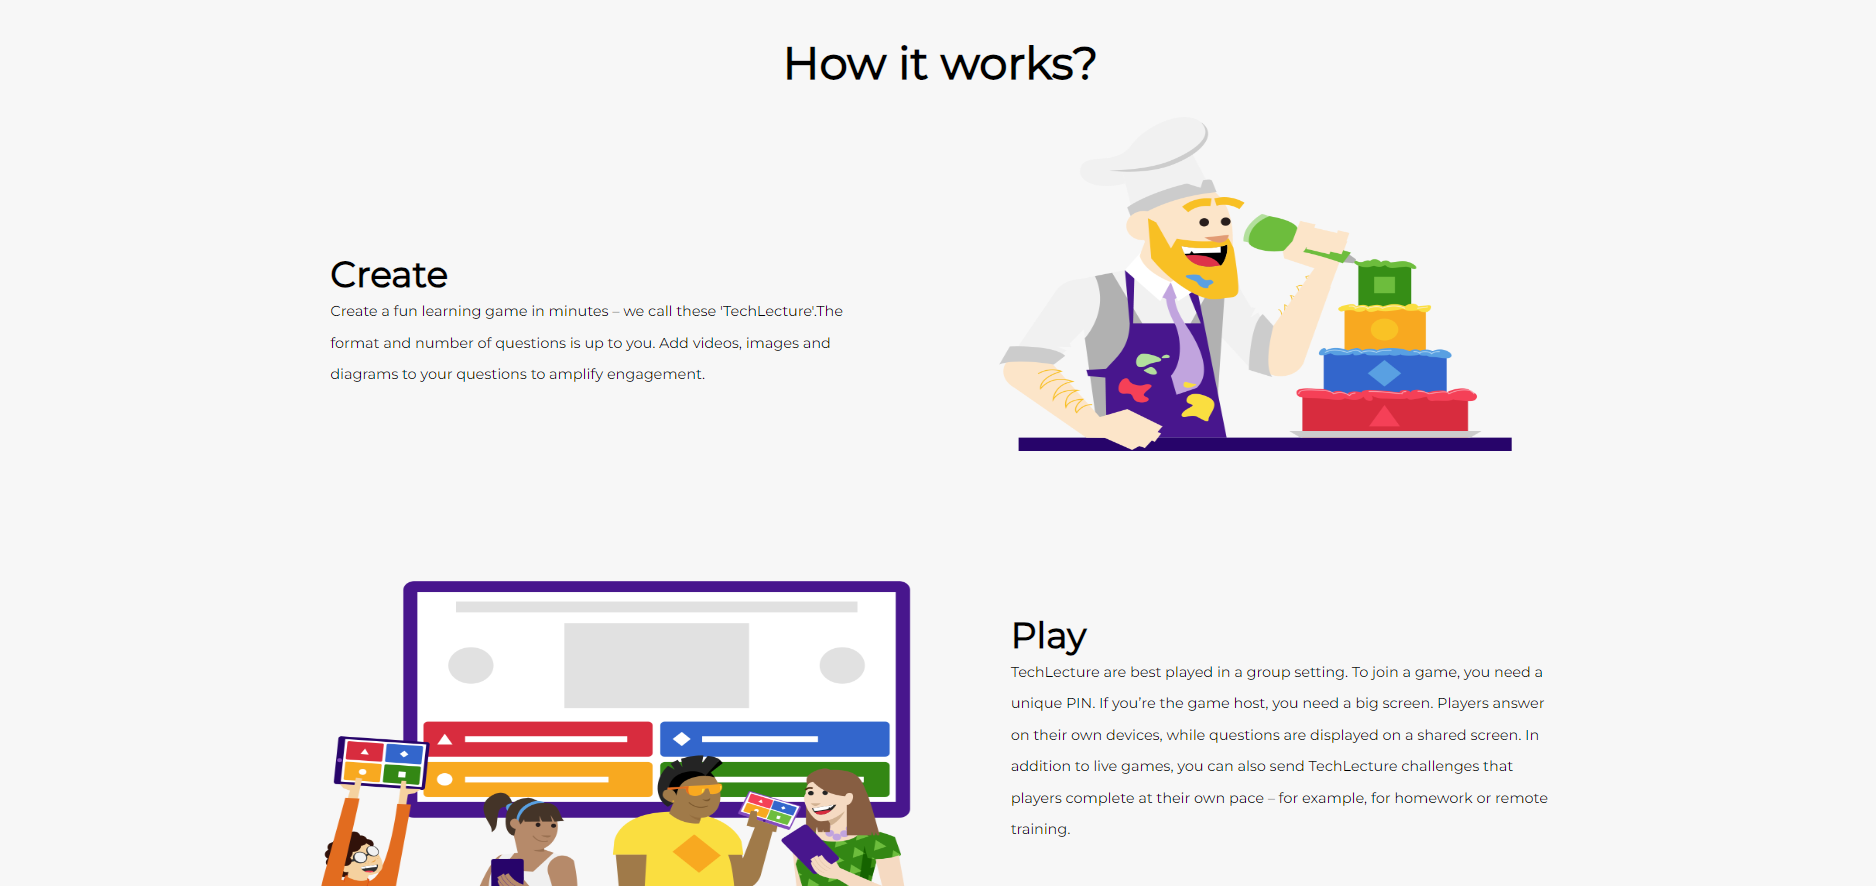 How it works?
Create
Create a fun learning game in minutes – we call these 'TechLecture'.The
format and number of questions is up to you. Add videos, images and
diagrams to your questions to amplify engagement.
Play
TechLecture are best played in a group setting. To join a game, you need a
unique PIN. If you’re the game host, you need a big screen. Players answer
on their own devices, while questions are displayed on a shared screen. In
addition to live games, you can also send TechLecture challenges that
players complete at their own pace – for example, for homework or remote
training.